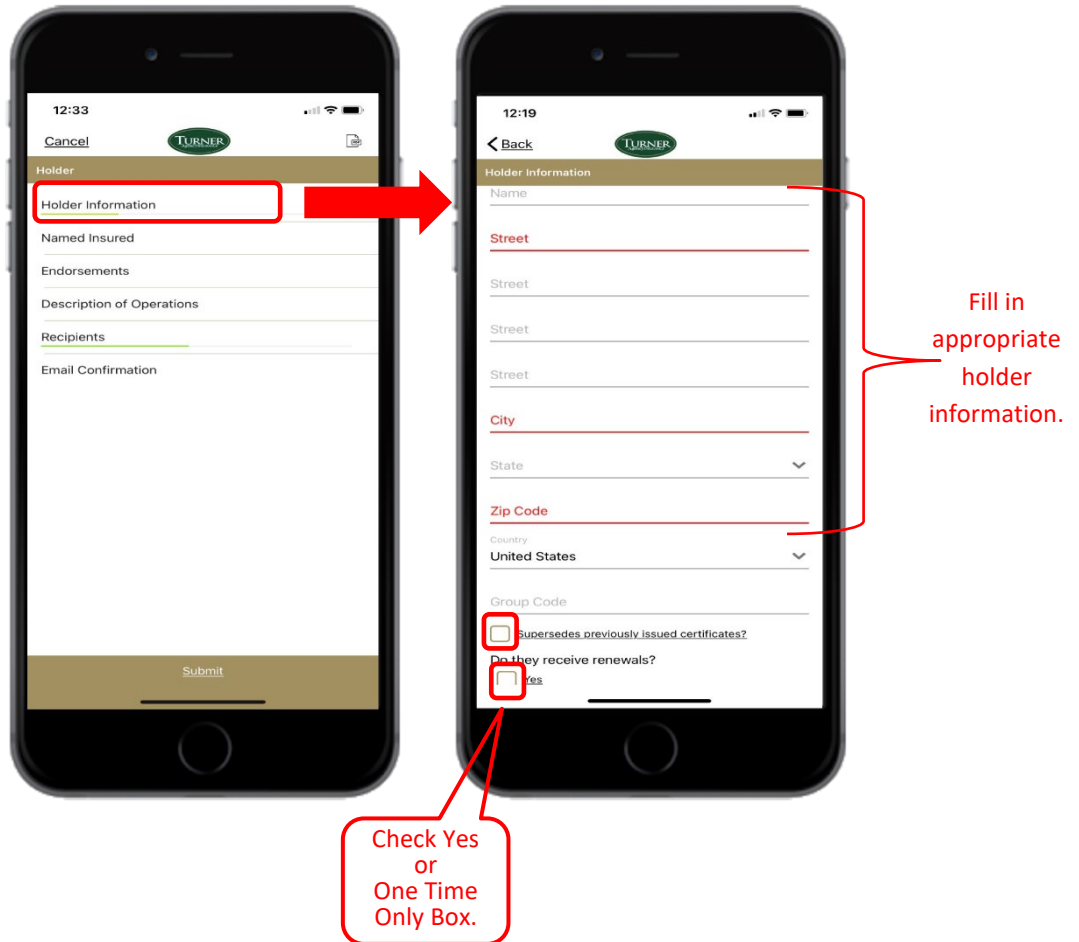 12:33
Cancel
TURNER
Holder
Holder Information
Named Insured
Endorsements
Description of Operations
Recipients
Email Confirmation
Submit
12:19
Back
TURNER
Holder Information
Name
Street
Street
Street
Street
City
State
Zip Code
Country
United States
Group Code
Supersedes previously issued certificates?
Do they receive renewals?
Yes
Fill in
appropriate
holder
information.
Check Yes
or
One Time
Only Box.